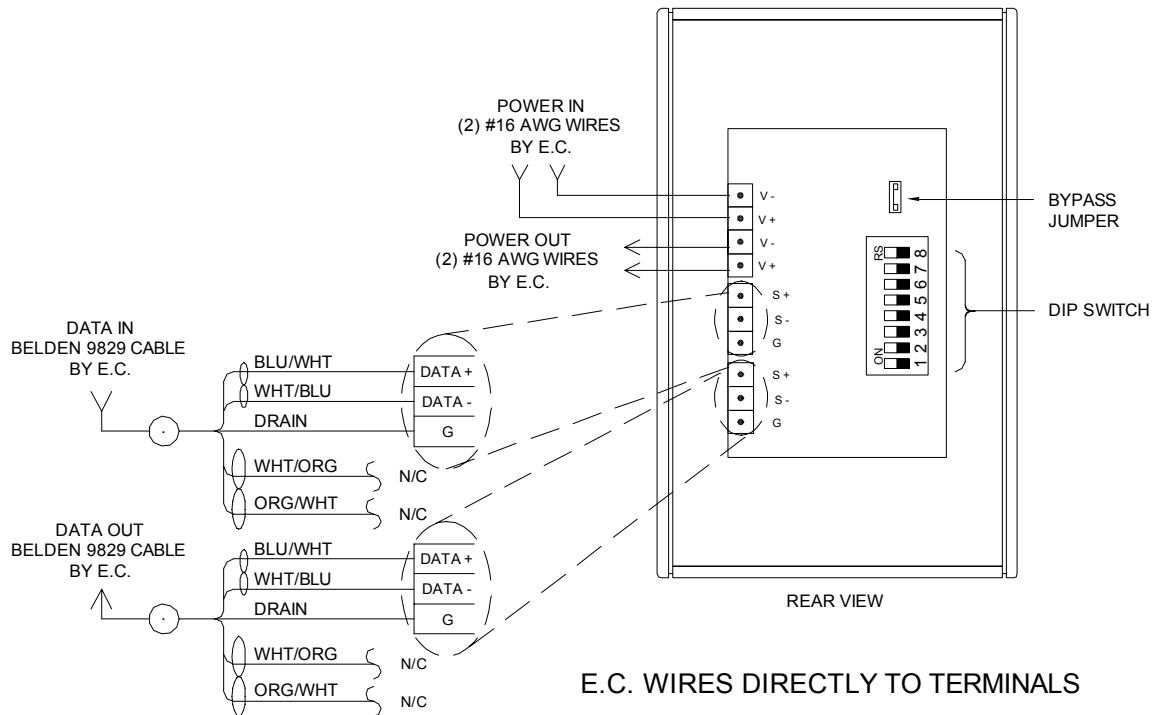 POWER IN
(2) #16 AWG WIRES
BY E.C.
V -
V +
POWER OUT
(2) #16 AWG WIRES
BY E.C.
V -
V +
S +
S -
G
S +
S -
G
BYPASS
JUMPER
RS
8
7
6
5
4
3
2
1
ON
DIP SWITCH
DATA IN
BELDEN 9829 CABLE
BY E.C.
BLU/WHT
DATA +
WHT/BLU
DATA -
DRAIN
G
WHT/ORG
N/C
ORG/WHT
N/C
DATA OUT
BELDEN 9829 CABLE
BY E.C.
BLU/WHT
DATA +
WHT/BLU
DATA -
DRAIN
G
WHT/ORG
N/C
ORG/WHT
N/C
REAR VIEW
E.C. WIRES DIRECTLY TO TERMINALS